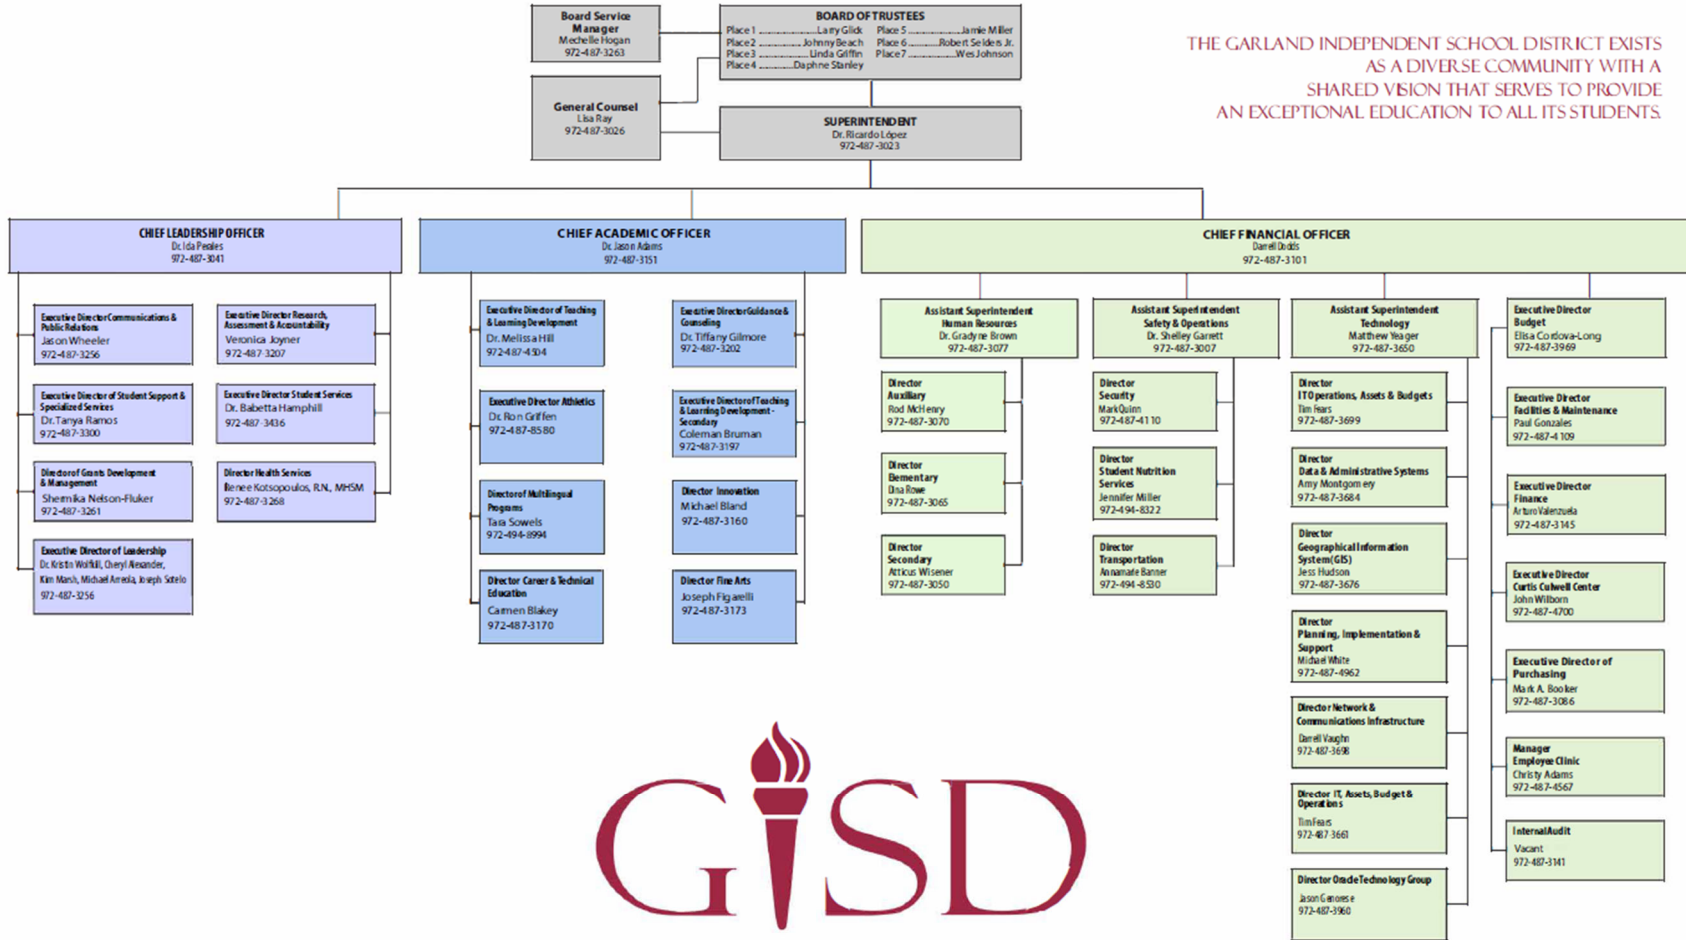 Board Service
Manager
Mechelle Hogan
972-487-3263
BOARD OF TRUSTEES
Place 1 Larry Glick Place 5 Jamie Miller
Place 2 Johnny Beach Place 6 Robert Selders Jr.
Place 3 Linda Griffin Place 7 Wes Johnson
Place 4 Daphne Stanley
THE GARLAND INDEPENDENT SCHOOL DISTRICT EXISTS
AS A DIVERSE COMMUNITY WITH A
SHARED VISION THAT SERVES TO PROVIDE
AN EXCEPTIONAL EDUCATION TO ALL ITS STUDENTS.
General Counsel
Lisa Ray
972-487-3026
SUPERINTENDENT
Dr. Ricardo López
972-487-3023
CHIEF LEADERSHIP OFFICER
Dr. Ida Perales
972-487-3041
Executive Director Communications &
Public Relations
Jason Wheeler
972-487-3256
Executive Director of Student Support &
Specialized Services
Dr. Tanya Ramos
972-487-3300
Director of Grants Development
& Management
Shermika Nelson-Fluker
972-487-3261
Executive Director of Leadership
Dr. Kristin Wolfkill, Cheryl Alexander,
Kim Marsh, Michael Arreola, Joseph Sotelo
972-487-3256
Executive Director Research,
Assessment & Accountability
Veronica Joyner
972-487-3207
Executive Director Student Services
Dr. Babetta Hamphill
972-487-3436
Director Health Services
Renee Kotsopoulos, R.N., MHSM
972-487-3268
CHIEF ACADEMIC OFFICER
Dr. Jason Adams
972-487-3151
Executive Director of Teaching
& Learning Development
Dr. Melissa Hill
972-487-4504
Executive Director Athletics
Dr. Ron Griffen
972-487-8580
Director of Multilingual
Programs
Tara Sowels
972-494-8994
Director Career & Technical
Education
Carmen Blakey
972-487-3170
Executive Director Guidance &
Counseling
Dr. Tiffany Gilmore
972-487-3202
Executive Director of Teaching
& Learning Development -
Secondary
Coleman Bruman
972-487-3197
Director Innovation
Michael Bland
972-487-3160
Director Fine Arts
Joseph Figarelli
972-487-3173
CHIEF FINANCIAL OFFICER
Darrell Dodds
972-487-3101
Assistant Superintendent
Human Resources
Dr. Gradyne Brown
972-487-3077
Director
Auxiliary
Rod McHenry
972-487-3070
Director
Elementary
Dina Rowe
972-487-3065
Director
Secondary
Atticus Wisener
972-487-3050
Assistant Superintendent
Safety & Operations
Dr. Shelley Garrett
972-487-3007
Director
Security
Mark Quinn
972-487-4110
Director
Student Nutrition
Services
Jennifer Miller
972-494-8322
Director
Transportation
Annamarie Banner
972-494-8530
Assistant Superintendent
Technology
Matthew Yeager
972-487-3650
Director
IT Operations, Assets & Budgets
Tim Fears
972-487-3699
Director
Data & Administrative Systems
Amy Montgomery
972-487-3684
Director
Geographical Information
System(GIS)
Jess Hudson
972-487-3676
Director
Planning, Implementation &
Support
Michael White
972-487-4962
Director Network &
Communications Infrastructure
Darrell Vaughn
972-487-3698
Director IT, Assets, Budget &
Operations
Tim Fears
972-487-3661
Director Oracle Technology Group
Jason Genorese
972-487-3960
Executive Director
Budget
Elisa Cordova-Long
972-487-3969
Executive Director
Facilities & Maintenance
Paul Gonzales
972-487-4109
Executive Director
Finance
Arturo Valenzuela
972-487-3145
Executive Director
Curtis Culwell Center
John Wilborn
972-487-4700
Executive Director of
Purchasing
Mark A. Booker
972-487-3086
Manager
Employee Clinic
Christy Adams
972-487-4567
Internal Audit
Vacant
972-487-3141
GISD